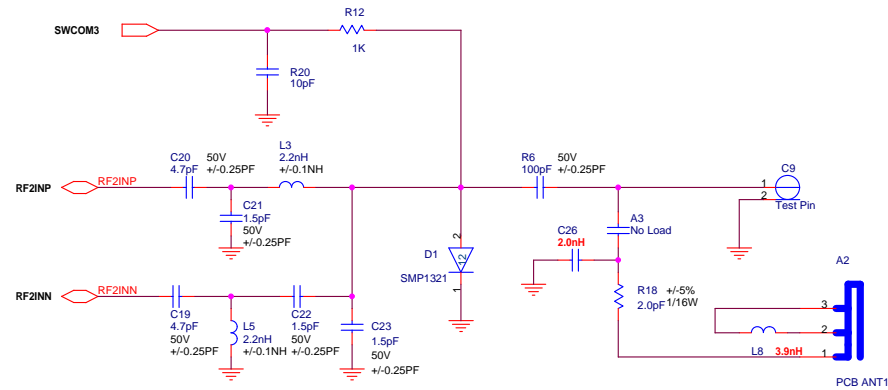 SWCOM3
R12
1K
R20
10pF
C20
4.7pF
50V
+/-0.25PF
L3
2.2nH
+/-0.1NH
RF2INP
RF2INP
C21
1.5pF
50V
+/-0.25PF
R6
100pF
50V
+/-0.25PF
C9
1
2
Test Pin
A3
No Load
C26
2.0nH
2
D1
12
SMP1321
1
R18
2.0pF
+/-5%
1/16W
A2
3
2
1
L8
3.9nH
PCB ANT1
RF2INN
RF2INN
C19
4.7pF
50V
+/-0.25PF
L5
2.2nH
+/-0.1NH
C22
1.5pF
50V
+/-0.25PF
C23
1.5pF
50V
+/-0.25PF